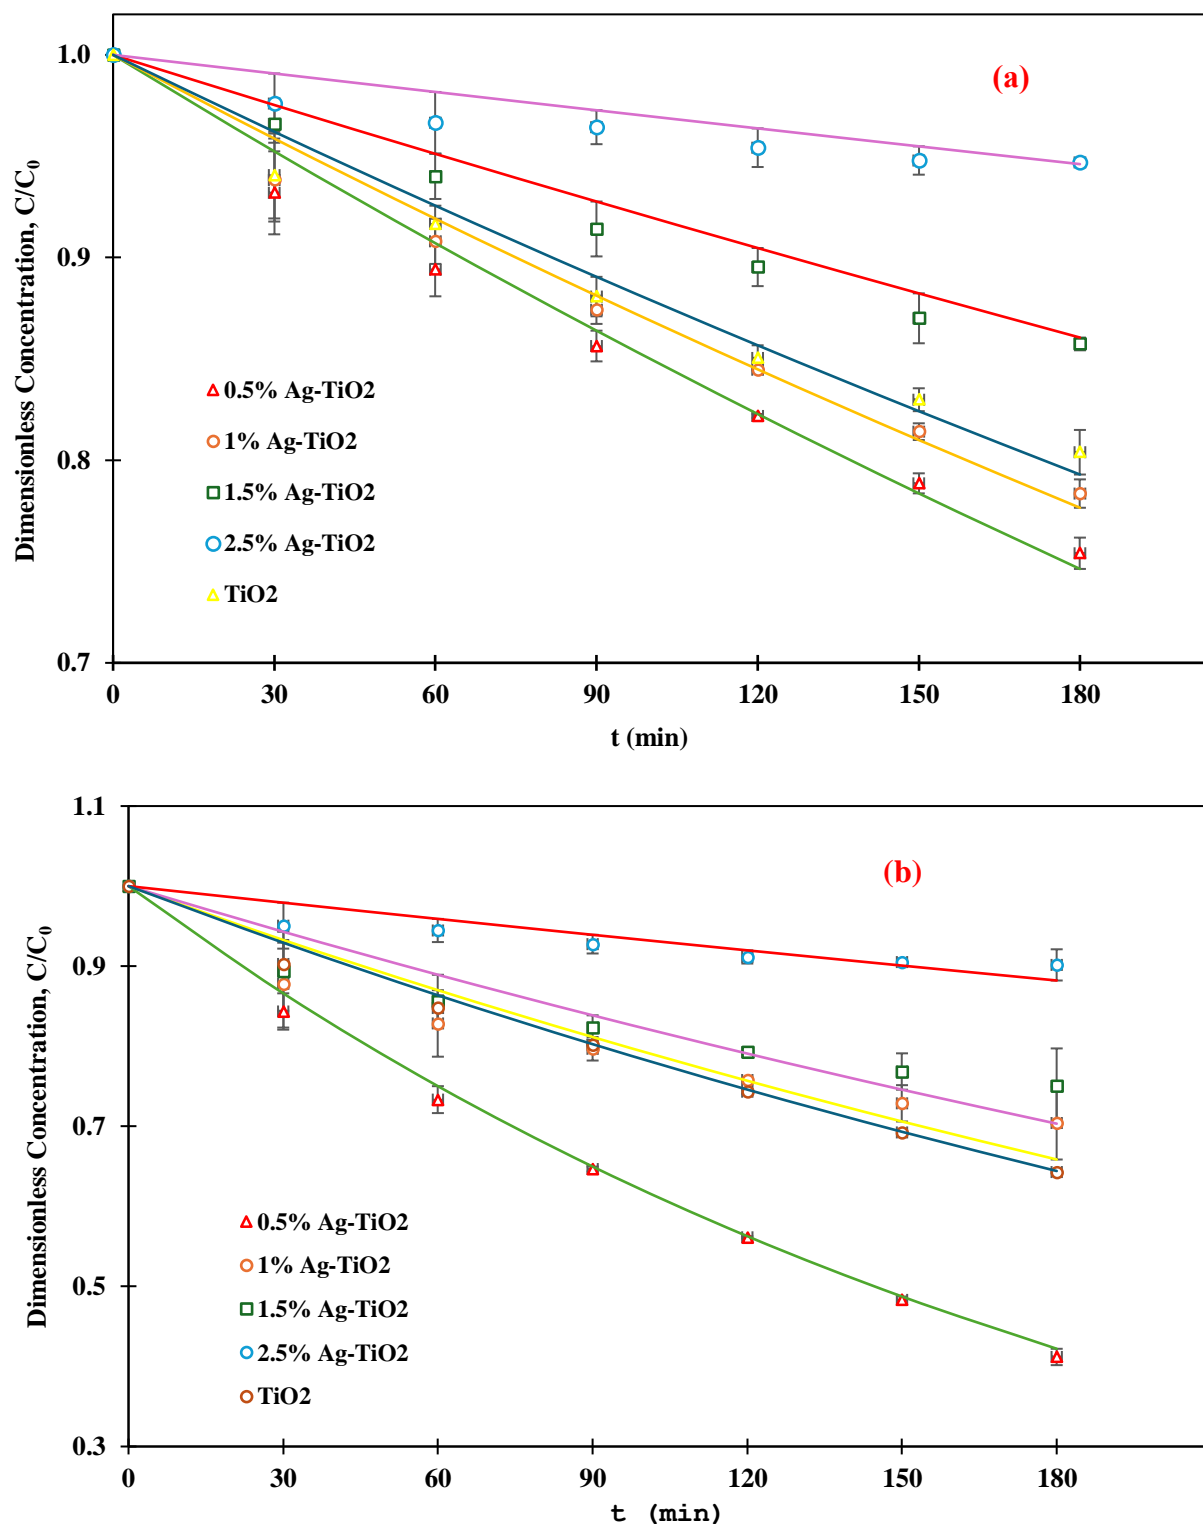 (a)
Dimensionless Concentration, C/C₀
1.0
0.9
0.8
0.7
0.5% Ag-TiO2
1% Ag-TiO2
1.5% Ag-TiO2
2.5% Ag-TiO2
TiO2
0 30 60 90 120 150 180
t (min)
(b)
Dimensionless Concentration, C/C₀
1.1
1.0
0.9
0.7
0.5
0.3
0.5% Ag-TiO2
1% Ag-TiO2
1.5% Ag-TiO2
2.5% Ag-TiO2
TiO2
0 30 60 90 120 150 180
t (min)